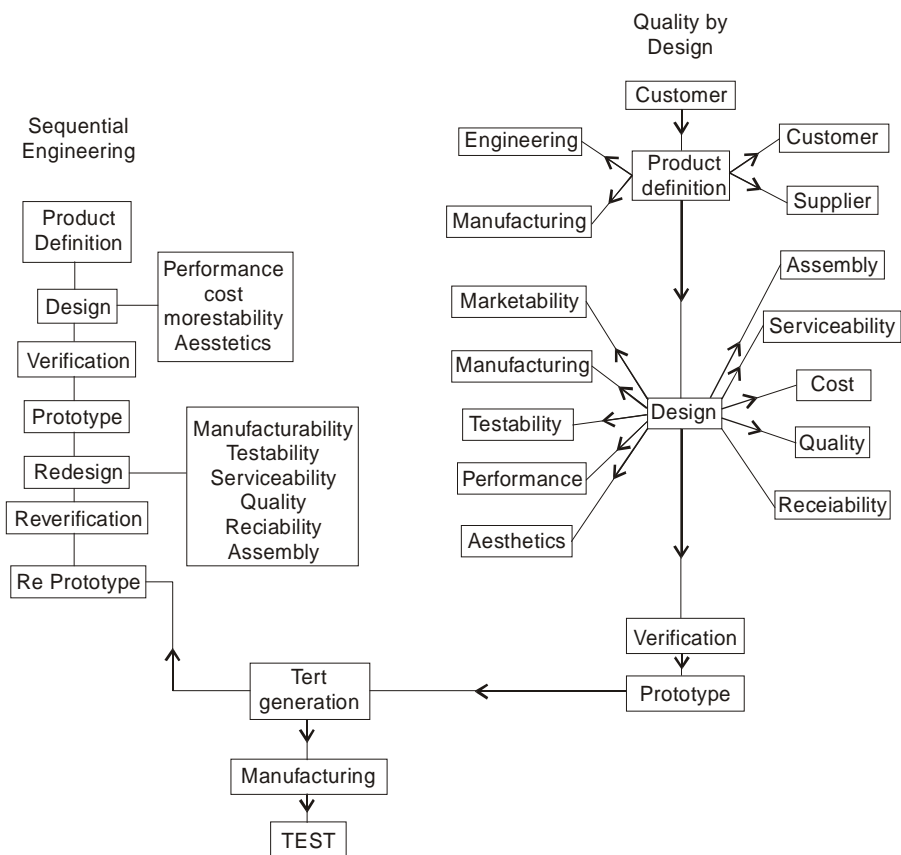 Quality by
Design
Customer
Sequential
Engineering
Engineering
Product
definition
Customer
Supplier
Manufacturing
Product
Definition
Performance
cost
morestability
Aesstetics
Design
Verification
Prototype
Redesign
Reverification
Re Prototype
Manufacturability
Testability
Serviceability
Quality
Reciability
Assembly
Marketability
Manufacturing
Testability
Performance
Aesthetics
Design
Assembly
Serviceability
Cost
Quality
Receiability
Verification
Prototype
Tert
generation
Manufacturing
TEST